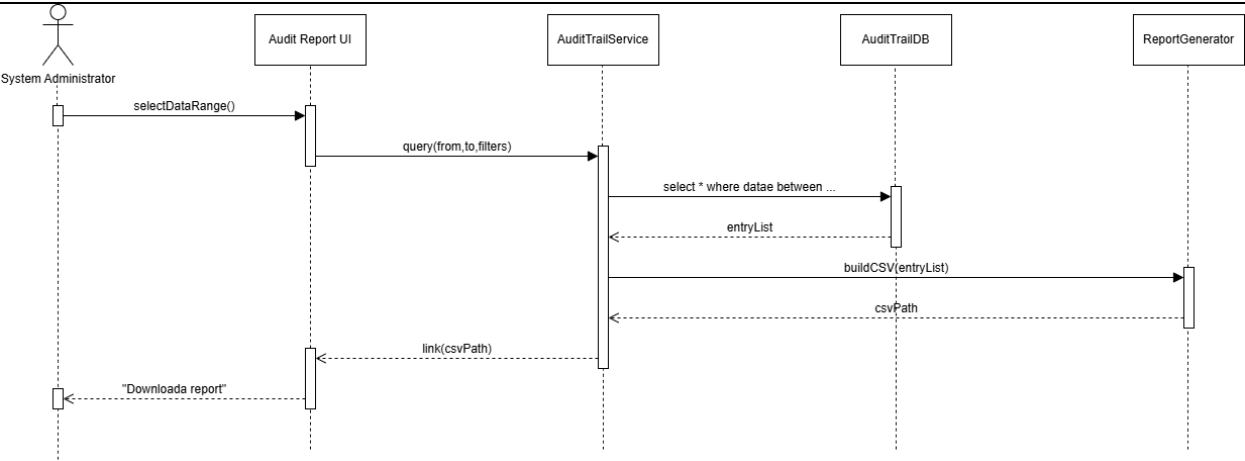 System Administrator
Audit Report UI
AuditTrailService
AuditTrailDB
ReportGenerator
selectDataRange()
query(from,to,filters)
select * where datae between ...
entryList
buildCSV(entryList)
csvPath
link(csvPath)
"Downloada report"